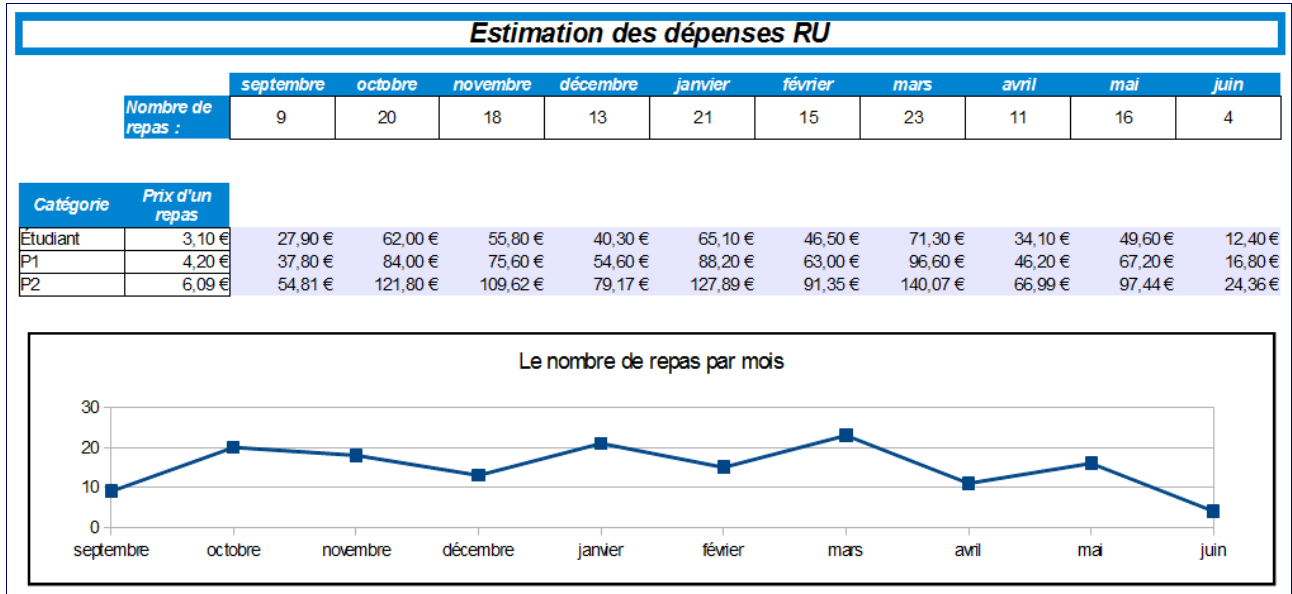 Estimation des dépenses RU
septembre octobre novembre décembre janvier février mars avril mai juin
Nombre de
repas :
9 20 18 13 21 15 23 11 16 4
Catégorie Prix d'un
repas
Étudiant 3,10 € 27,90 € 62,00 € 55,80 € 40,30 € 65,10 € 46,50 € 71,30 € 34,10 € 49,60 € 12,40 €
P1 4,20 € 37,80 € 84,00 € 75,60 € 54,60 € 88,20 € 63,00 € 96,60 € 46,20 € 67,20 € 16,80 €
P2 6,09 € 54,81 € 121,80 € 109,62 € 79,17 € 127,89 € 91,35 € 140,07 € 66,99 € 97,44 € 24,36 €
Le nombre de repas par mois
30
20
10
0
septembre octobre novembre décembre janvier février mars avril mai juin